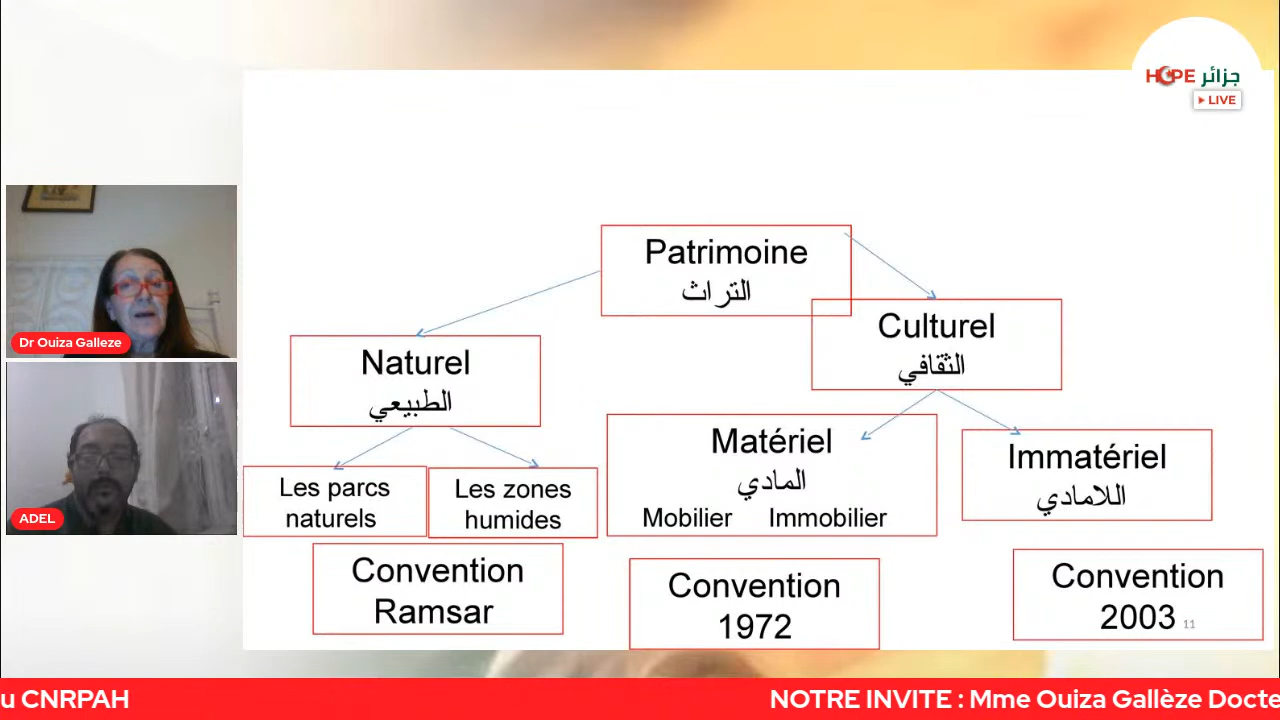 HOPE جزائر
LIVE
Patrimoine
التراث
Culturel
الثقافي
Naturel
الطبيعي
Matériel
المادي
Mobilier Immobilier
Immatériel
اللامادي
Les parcs
naturels
Les zones
humides
Convention
Ramsar
Convention
1972
Convention
2003
11
Dr Ouiza Galleze
ADEL
u CNRPAH
NOTRE INVITE : Mme Ouiza Gallèze Docte